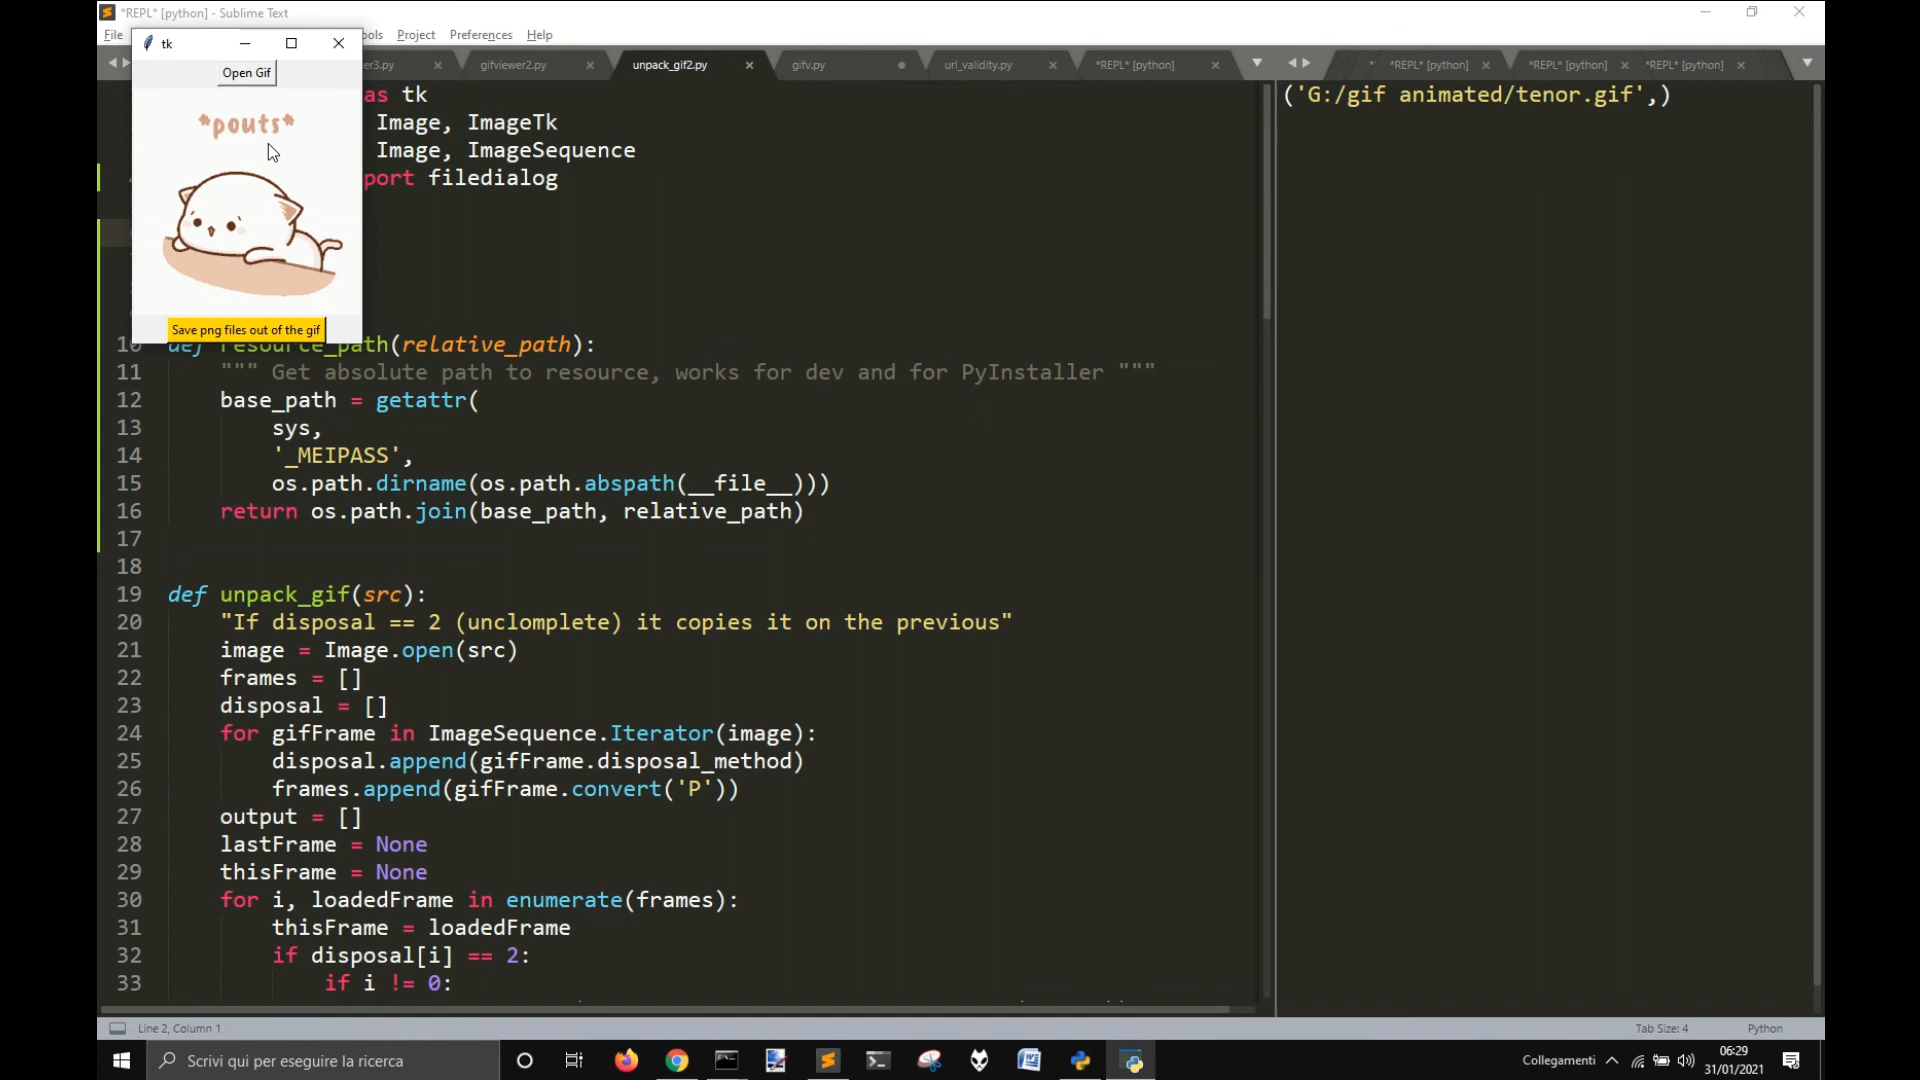 *REPL* [python] - Sublime Text
File
ols Project Preferences Help
tk
Open Gif
*pouts*
Save png files out of the gif
er3.py gifviewer2.py unpack_gif2.py gifv.py url_validity.py *REPL* [python]
*REPL* [python] *REPL* [python] *REPL* [python]
as tk
Image, ImageTk
Image, ImageSequence
port filedialog
10 def resource_path(relative_path):
11 """ Get absolute path to resource, works for dev and for PyInstaller """
12 base_path = getattr(
13 sys,
14 '_MEIPASS',
15 os.path.dirname(os.path.abspath(__file__)))
16 return os.path.join(base_path, relative_path)
17
18
19 def unpack_gif(src):
20 "If disposal == 2 (unclomplete) it copies it on the previous"
21 image = Image.open(src)
22 frames = []
23 disposal = []
24 for gifFrame in ImageSequence.Iterator(image):
25 disposal.append(gifFrame.disposal_method)
26 frames.append(gifFrame.convert('P'))
27 output = []
28 lastFrame = None
29 thisFrame = None
30 for i, loadedFrame in enumerate(frames):
31 thisFrame = loadedFrame
32 if disposal[i] == 2:
33 if i != 0:
('G:/gif animated/tenor.gif',)
Line 2, Column 1
Tab Size: 4
Python
Scrivi qui per eseguire la ricerca
Collegamenti
06:29
31/01/2021